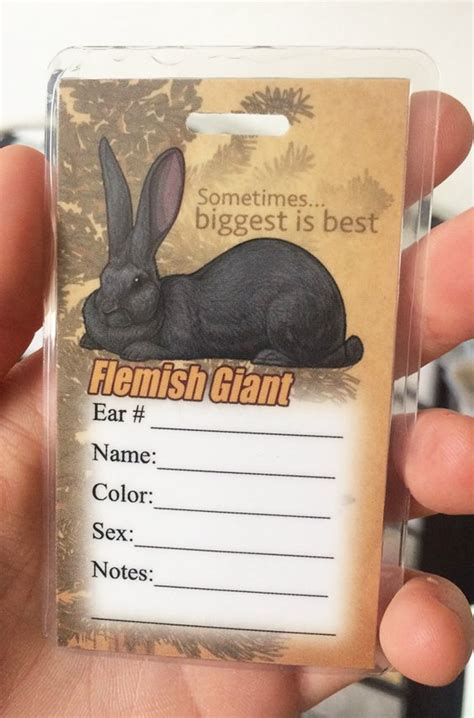 Sometimes...
biggest is best
Flemish Giant
Ear #
Name:
Color:
Sex:
Notes: